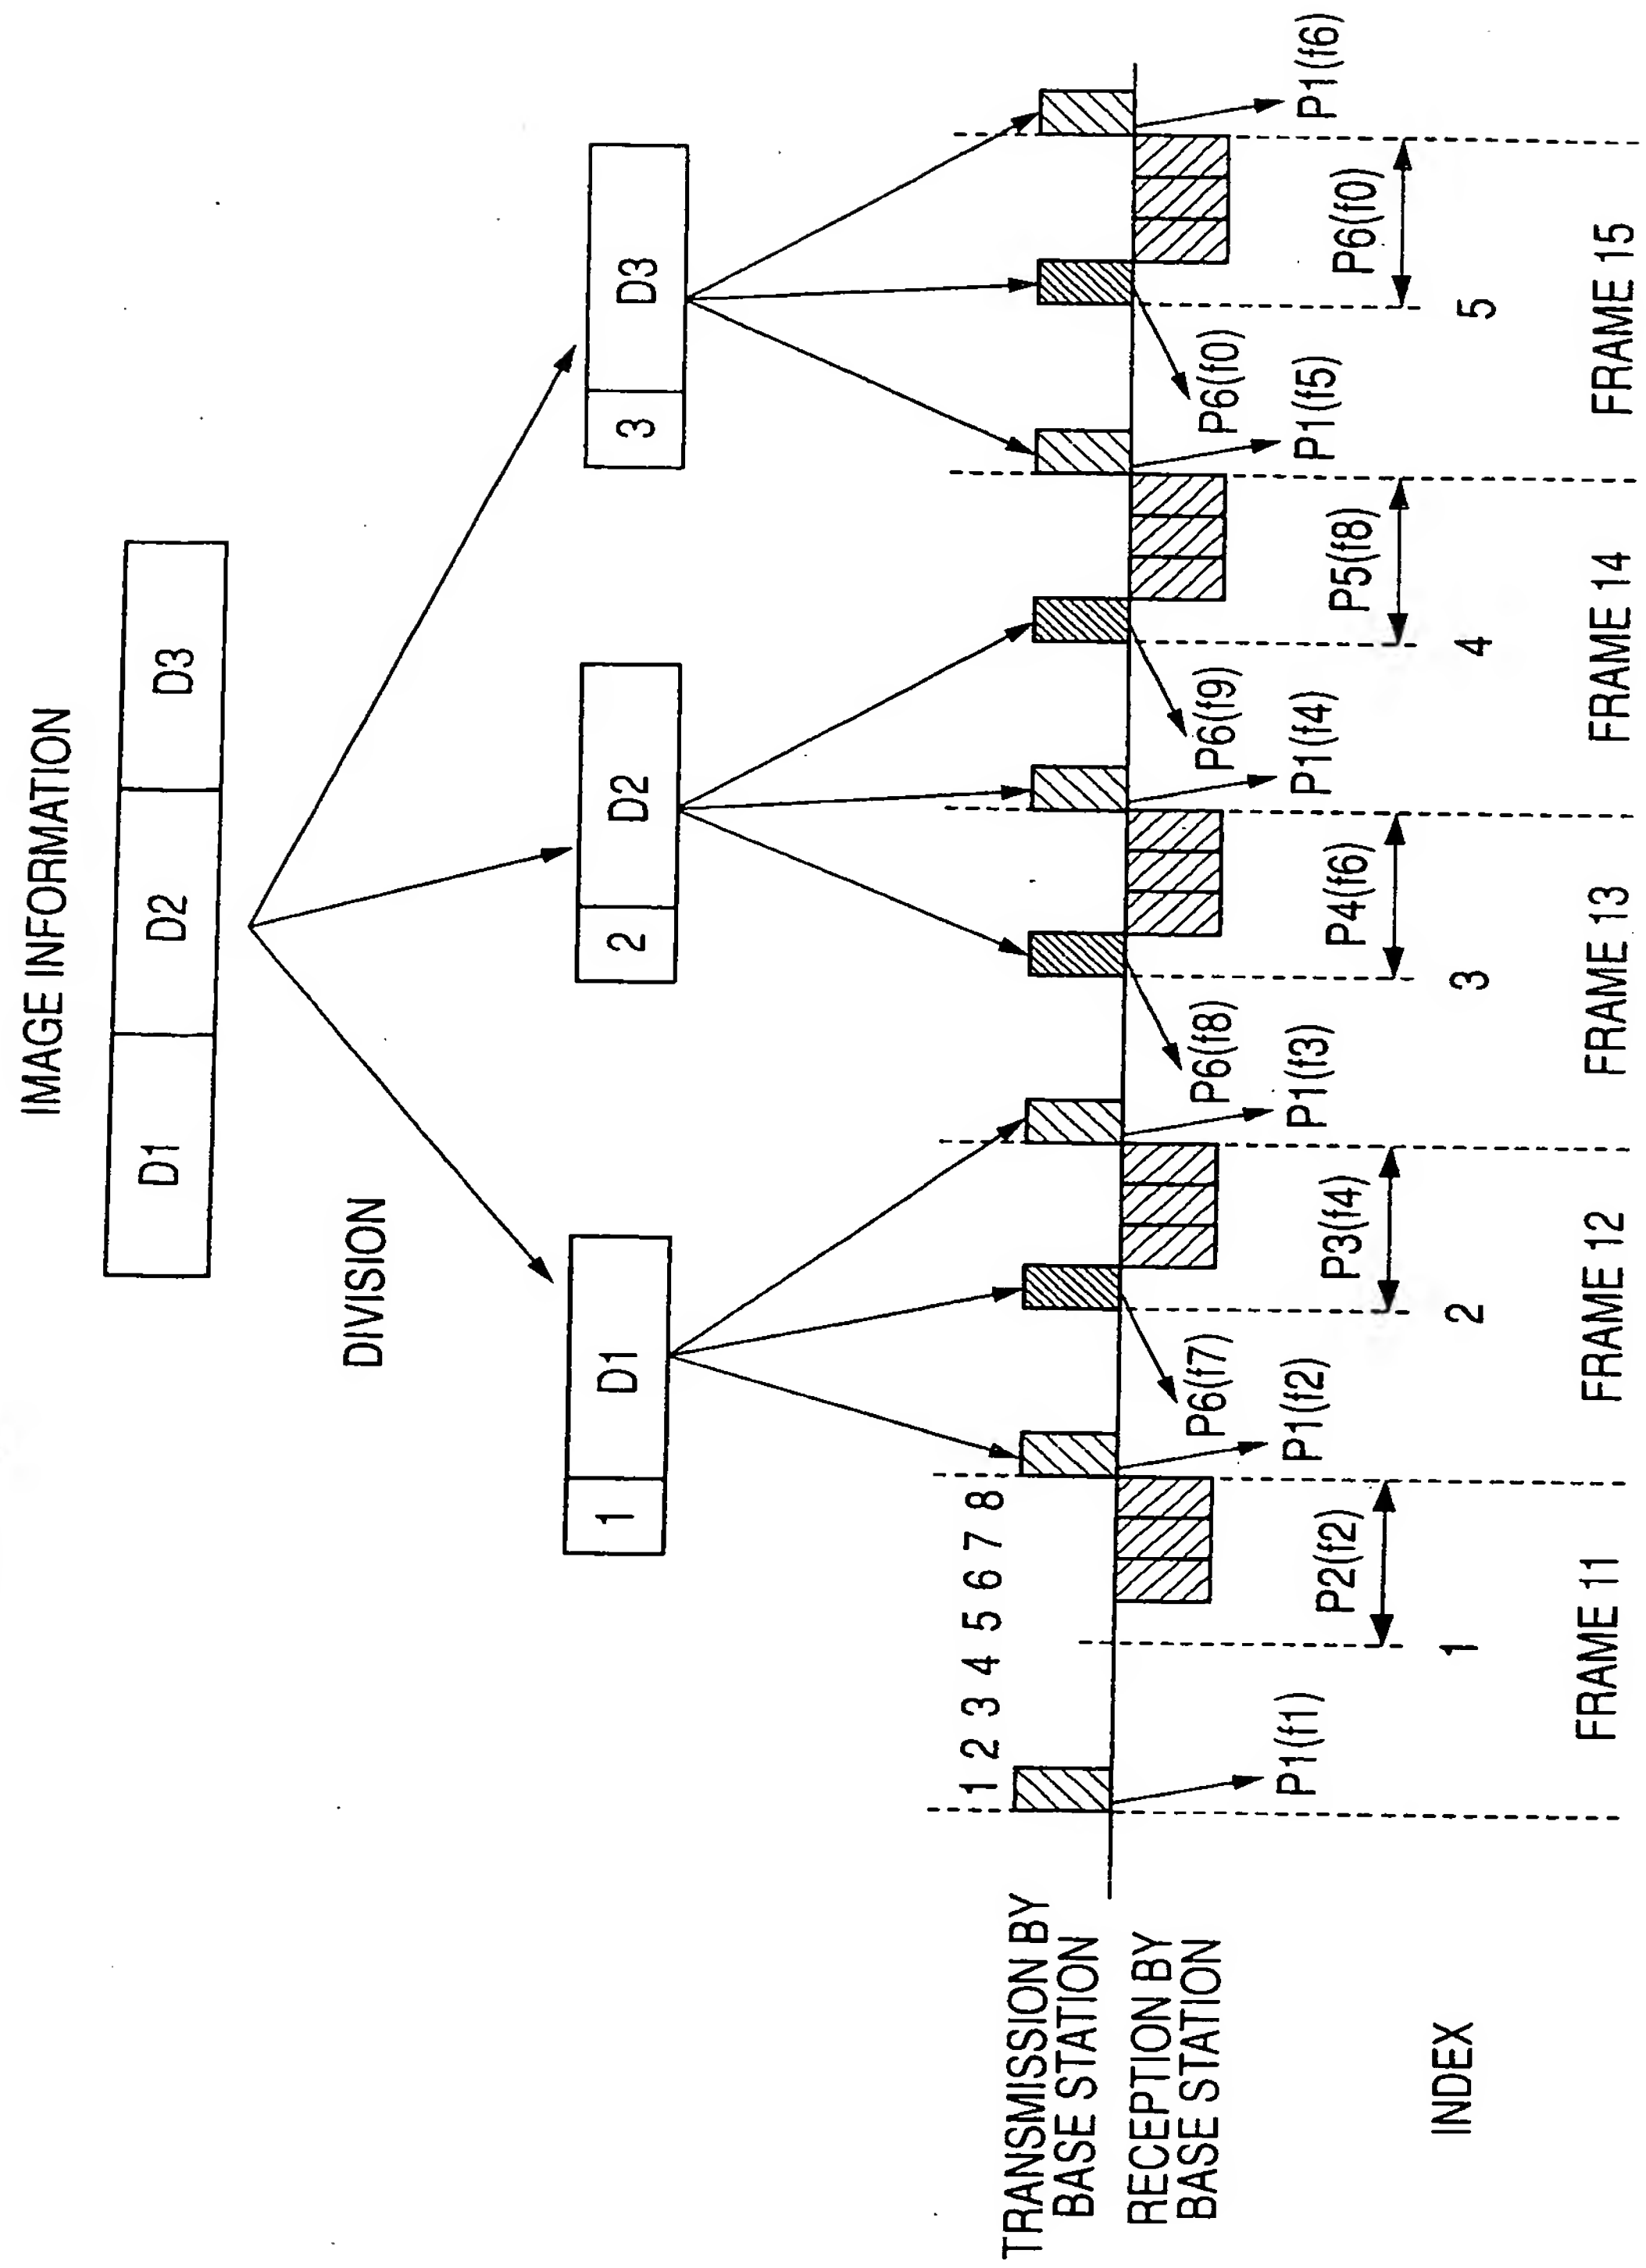 IMAGE INFORMATION
D1 D2 D3
DIVISION
1 D1
2 D2
3 D3
1 2 3 4 5 6 7 8
TRANSMISSION BY
BASE STATION
RECEPTION BY
BASE STATION
P6(f7) P6(f8) P6(f9) P6(f0)
P1(f1) P1(f2) P1(f3) P1(f4) P1(f5) P1(f6)
P2(f2) P3(f4) P4(f6) P5(f8) P6(f0)
INDEX 1 2 3 4 5
FRAME 11 FRAME 12 FRAME 13 FRAME 14 FRAME 15